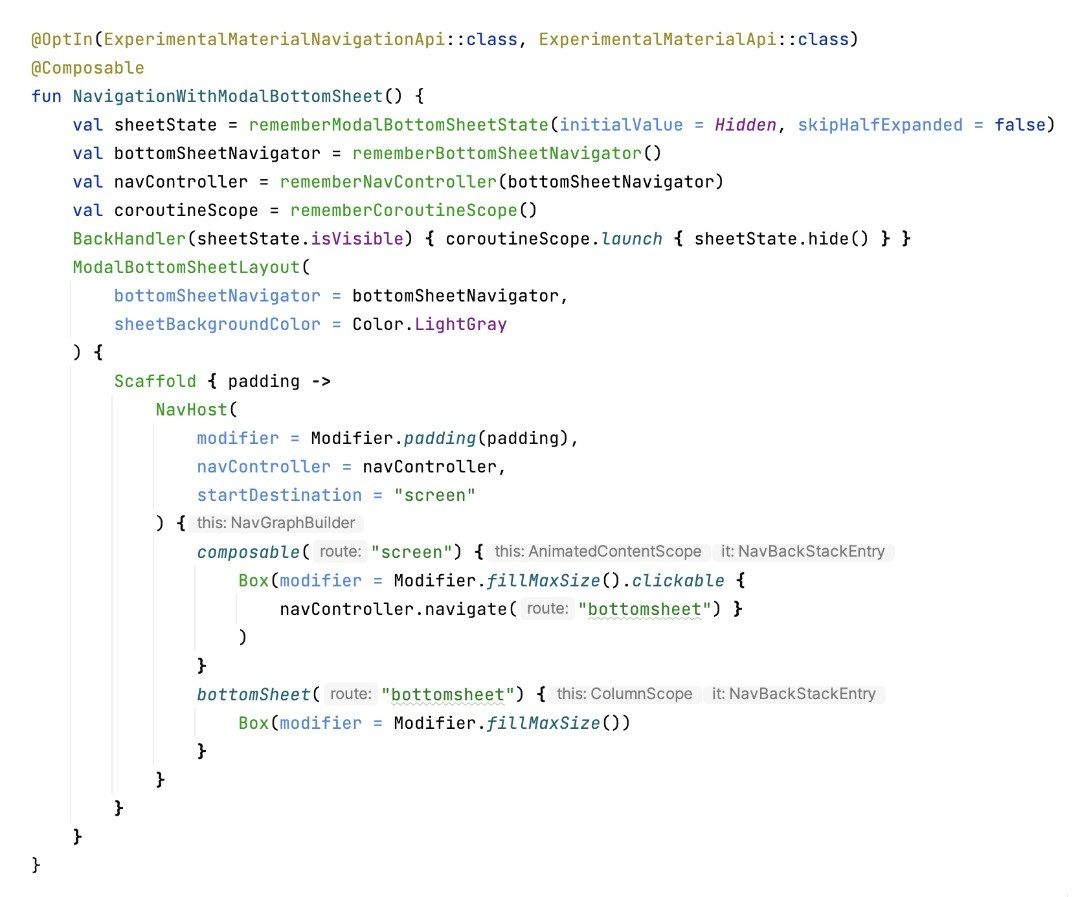 @OptIn(ExperimentalMaterialNavigationApi::class, ExperimentalMaterialApi::class)
@Composable
fun NavigationWithModalBottomSheet() {
    val sheetState = rememberModalBottomSheetState(initialValue = Hidden, skipHalfExpanded = false)
    val bottomSheetNavigator = rememberBottomSheetNavigator()
    val navController = rememberNavController(bottomSheetNavigator)
    val coroutineScope = rememberCoroutineScope()
    BackHandler(sheetState.isVisible) { coroutineScope.launch { sheetState.hide() } }
    ModalBottomSheetLayout(
        bottomSheetNavigator = bottomSheetNavigator,
        sheetBackgroundColor = Color.LightGray
    ) {
        Scaffold { padding ->
            NavHost(
                modifier = Modifier.padding(padding),
                navController = navController,
                startDestination = "screen"
            ) { this: NavGraphBuilder
                composable( route: "screen") { this: AnimatedContentScope it: NavBackStackEntry
                    Box(modifier = Modifier.fillMaxSize().clickable {
                        navController.navigate( route: "bottomsheet") }
                    )
                }
                bottomSheet( route: "bottomsheet") { this: ColumnScope it: NavBackStackEntry
                    Box(modifier = Modifier.fillMaxSize())
                }
            }
        }
    }
}